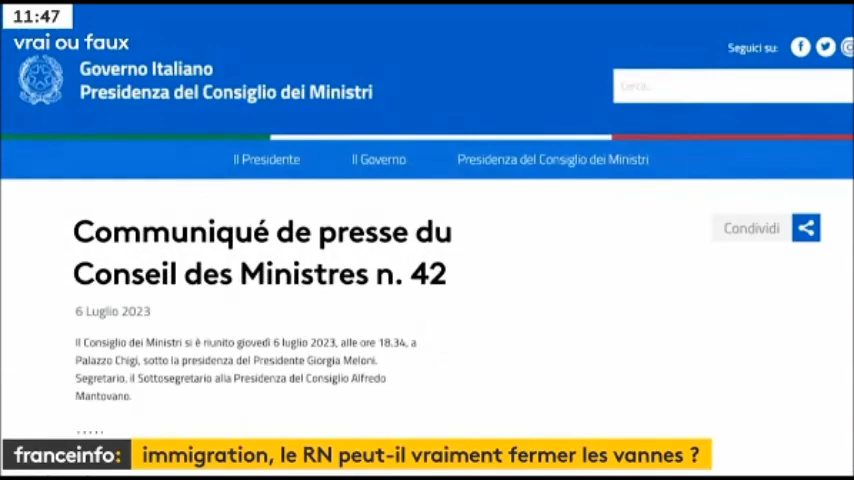 11:47
vrai ou faux
Governo Italiano
Presidenza del Consiglio dei Ministri
Seguici su:
Cerca...
Il Presidente Il Governo Presidenza del Consiglio dei Ministri
Communiqué de presse du
Conseil des Ministres n. 42
Condividi
6 Luglio 2023
Il Consiglio dei Ministri si è riunito giovedì 6 luglio 2023, alle ore 18.34, a
Palazzo Chigi, sotto la presidenza del Presidente Giorgia Meloni.
Segretario, il Sottosegretario alla Presidenza del Consiglio Alfredo
Mantovano.
.....
franceinfo: immigration, le RN peut-il vraiment fermer les vannes ?